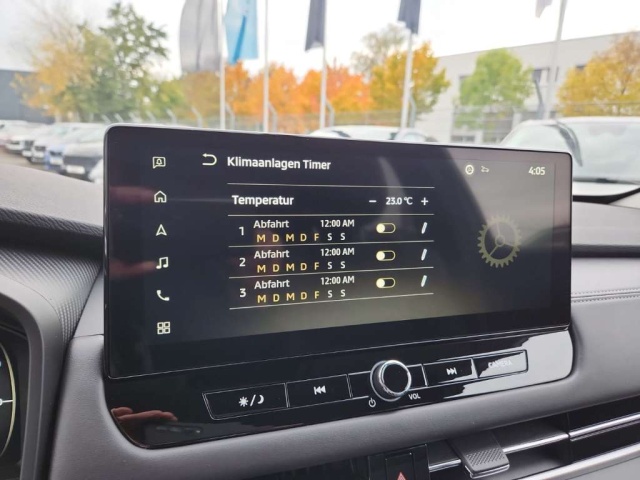 Klimaanlagen Timer
4:05
Temperatur − 23.0 °C +
1 Abfahrt 12:00 AM
M D M D F S S
2 Abfahrt 12:00 AM
M D M D F S S
3 Abfahrt 12:00 AM
M D M D F S S
VOL
CAMERA